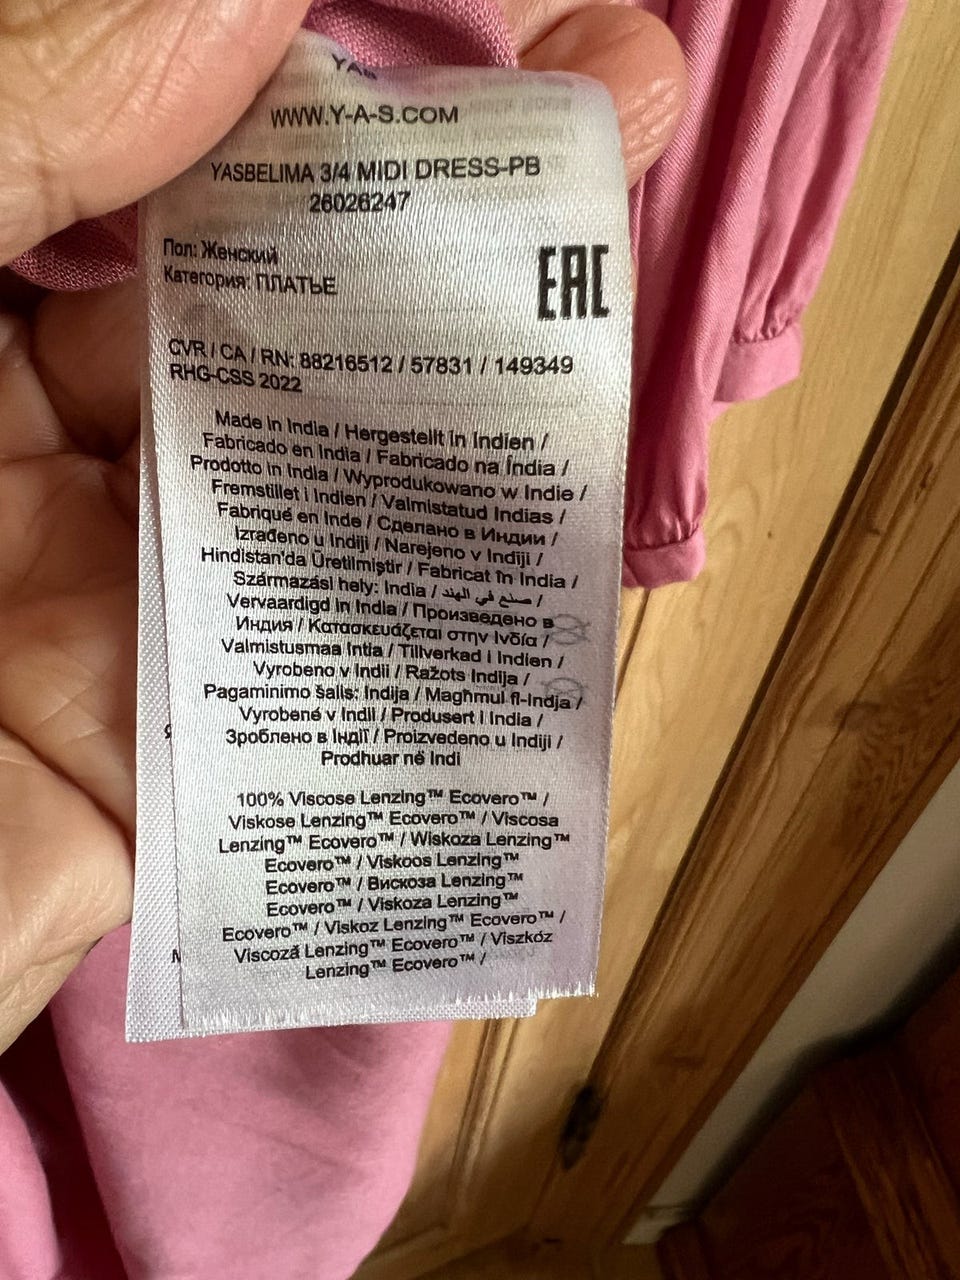 YAS
WWW.Y-A-S.COM
YASBELIMA 3/4 MIDI DRESS-PB
26026247
Пол: Женский
Категория: ПЛАТЬЕ
EAC
CVR / CA / RN: 88216512 / 57831 / 149349
RHG-CSS 2022
Made in India / Hergestellt in Indien /
Fabricado en India / Fabricado na Índia /
Prodotto in India / Wyprodukowano w Indie /
Fremstillet i Indien / Valmistatud Indias /
Fabriqué en Inde / Сделано в Индии /
Izrađeno u Indiji / Narejeno v Indiji /
Hindistan'da Üretilmiştir / Fabricat în India /
Származási hely: India / صنع في الهند /
Vervaardigd in India / Произведено в
Индия / Κατασκευάζεται στην Ινδία /
Valmistusmaa Intia / Tillverkad i Indien /
Vyrobeno v Indii / Ražots Indija /
Pagaminimo šalis: Indija / Magħmul fl-Indja /
Vyrobené v Indii / Produsert i India /
Зроблено в Індії / Proizvedeno u Indiji /
Prodhuar në Indi
100% Viscose Lenzing™ Ecovero™ /
Viskose Lenzing™ Ecovero™ / Viscosa
Lenzing™ Ecovero™ / Wiskoza Lenzing™
Ecovero™ / Viskoos Lenzing™
Ecovero™ / Вискоза Lenzing™
Ecovero™ / Viskoza Lenzing™
Ecovero™ / Viskoz Lenzing™ Ecovero™ /
Viscoză Lenzing™ Ecovero™ / Viszkóz
Lenzing™ Ecovero™ /